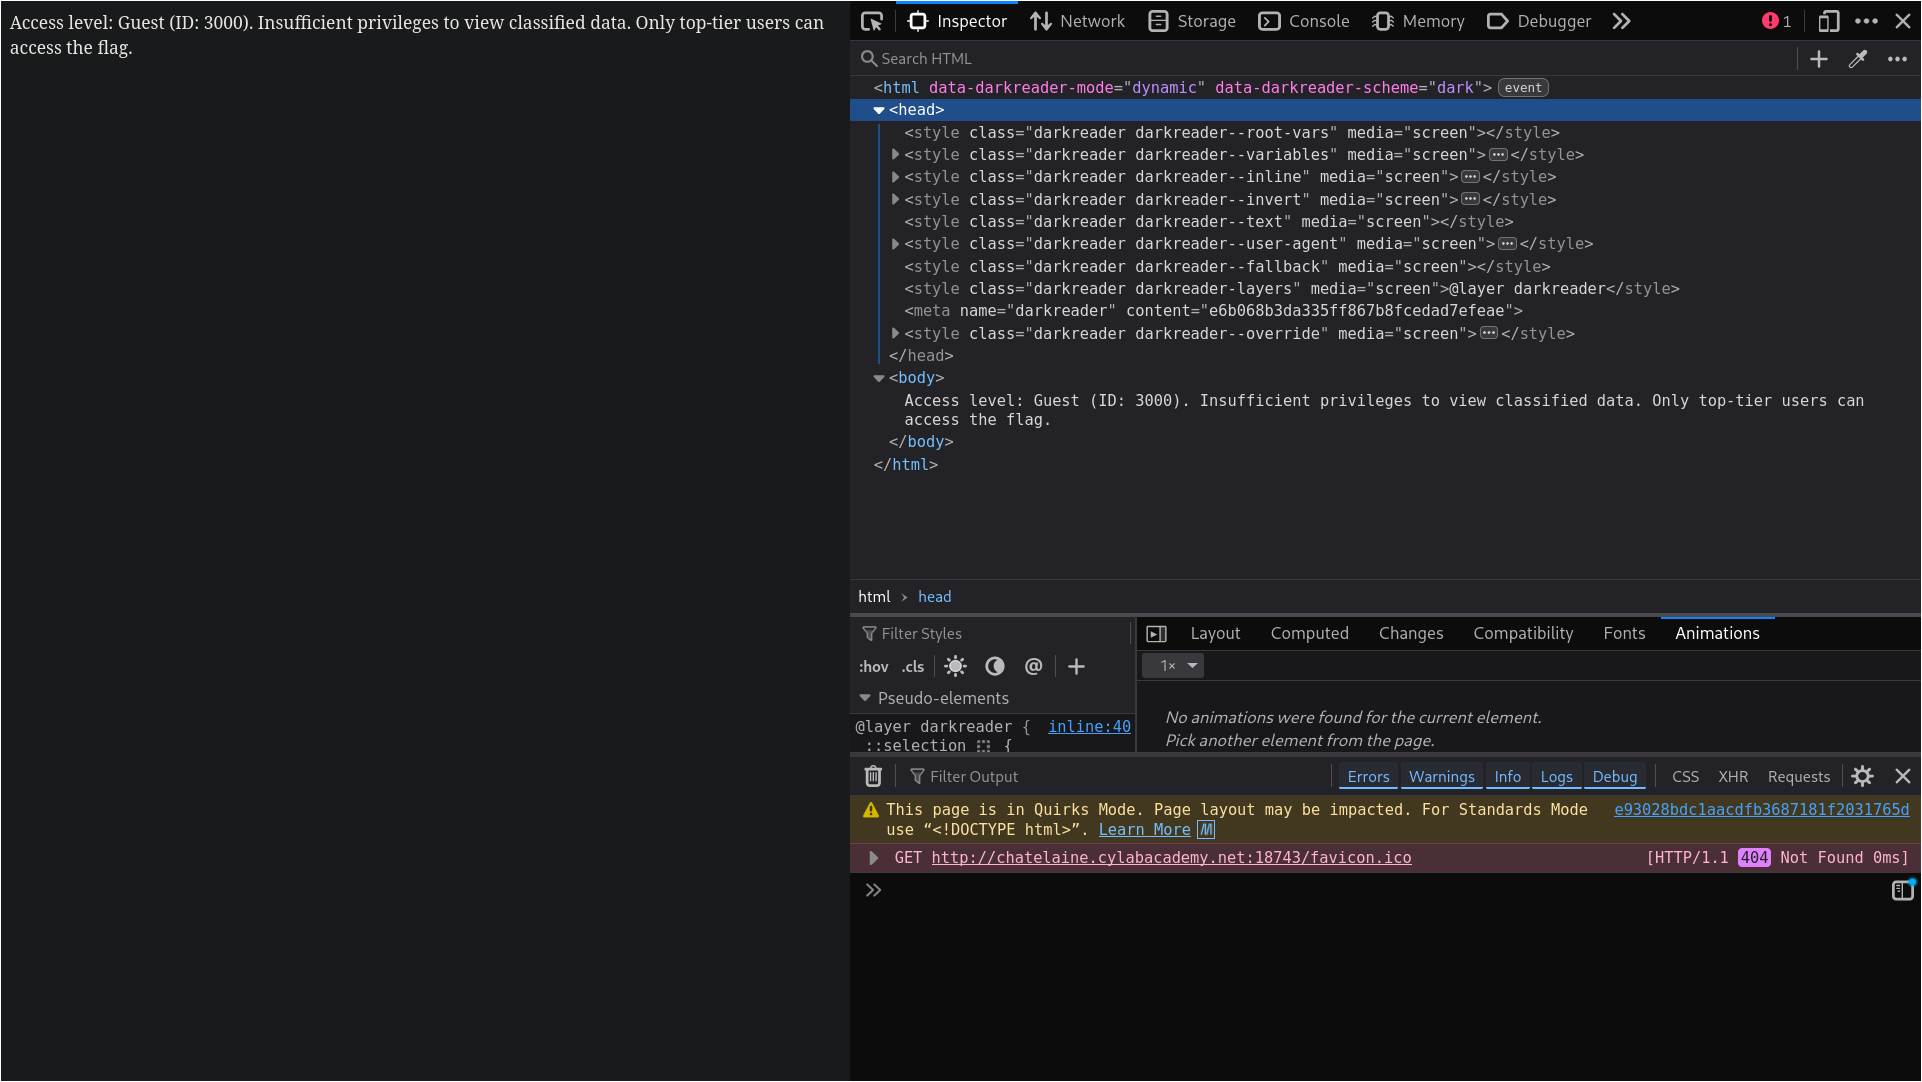 Access level: Guest (ID: 3000). Insufficient privileges to view classified data. Only top-tier users can
access the flag.
Inspector Network Storage Console Memory Debugger 1
Search HTML
<html data-darkreader-mode="dynamic" data-darkreader-scheme="dark"> event
<head>
<style class="darkreader darkreader--root-vars" media="screen"></style>
<style class="darkreader darkreader--variables" media="screen">…</style>
<style class="darkreader darkreader--inline" media="screen">…</style>
<style class="darkreader darkreader--invert" media="screen">…</style>
<style class="darkreader darkreader--text" media="screen"></style>
<style class="darkreader darkreader--user-agent" media="screen">…</style>
<style class="darkreader darkreader--fallback" media="screen"></style>
<style class="darkreader darkreader-layers" media="screen">@layer darkreader</style>
<meta name="darkreader" content="e6b068b3da335ff867b8fcedad7efeae">
<style class="darkreader darkreader--override" media="screen">…</style>
</head>
<body>
Access level: Guest (ID: 3000). Insufficient privileges to view classified data. Only top-tier users can
access the flag.
</body>
</html>
html › head
Filter Styles
:hov .cls @ +
Pseudo-elements
@layer darkreader { inline:40
::selection {
Layout Computed Changes Compatibility Fonts Animations
1×
No animations were found for the current element.
Pick another element from the page.
Filter Output Errors Warnings Info Logs Debug CSS XHR Requests
This page is in Quirks Mode. Page layout may be impacted. For Standards Mode e93028bdc1aacdfb3687181f2031765d
use “<!DOCTYPE html>”. Learn More
GET http://chatelaine.cylabacademy.net:18743/favicon.ico [HTTP/1.1 404 Not Found 0ms]